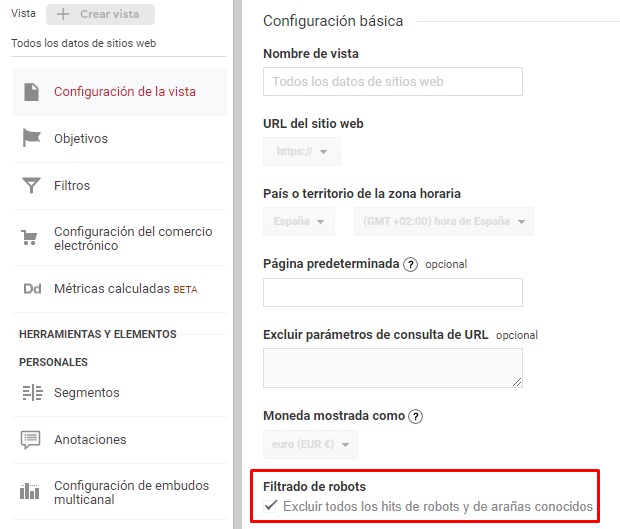 Vista
Crear vista
Todos los datos de sitios web
Configuración de la vista
Objetivos
Filtros
Configuración del comercio
electrónico
Dd
Métricas calculadas BETA
HERRAMIENTAS Y ELEMENTOS
PERSONALES
Segmentos
Anotaciones
Configuración de embudos
multicanal
Configuración básica
Nombre de vista
Todos los datos de sitios web
URL del sitio web
https://
País o territorio de la zona horaria
España
(GMT +02:00) hora de España
Página predeterminada ? opcional
Excluir parámetros de consulta de URL opcional
Moneda mostrada como ?
euro (EUR €)
Filtrado de robots
Excluir todos los hits de robots y de arañas conocidos